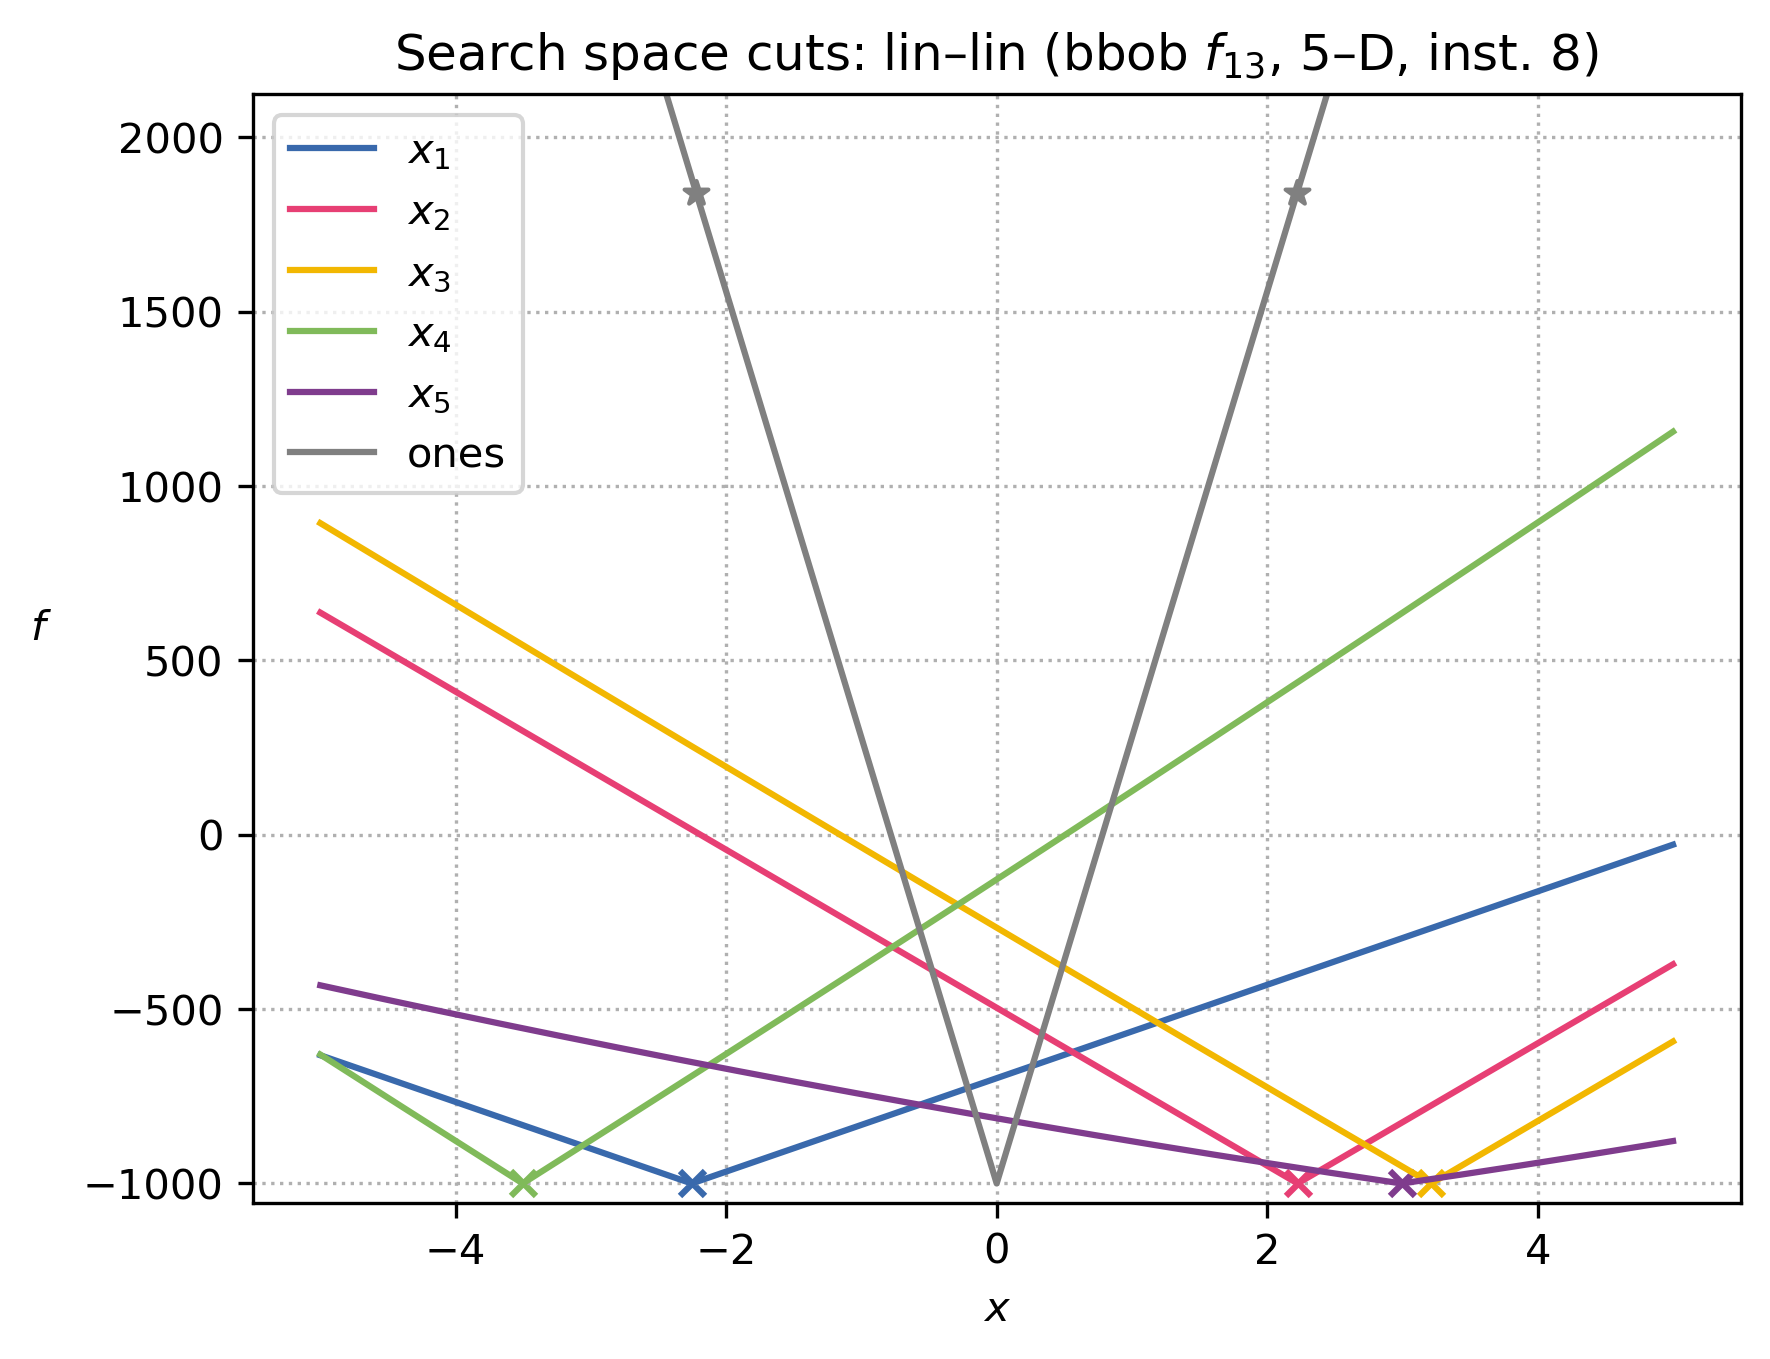 Search space cuts: lin–lin (bbob f₁₃, 5–D, inst. 8)
x₁
x₂
x₃
x₄
x₅
ones
2000
1500
1000
500
0
−500
−1000
f
−4 −2 0 2 4
x